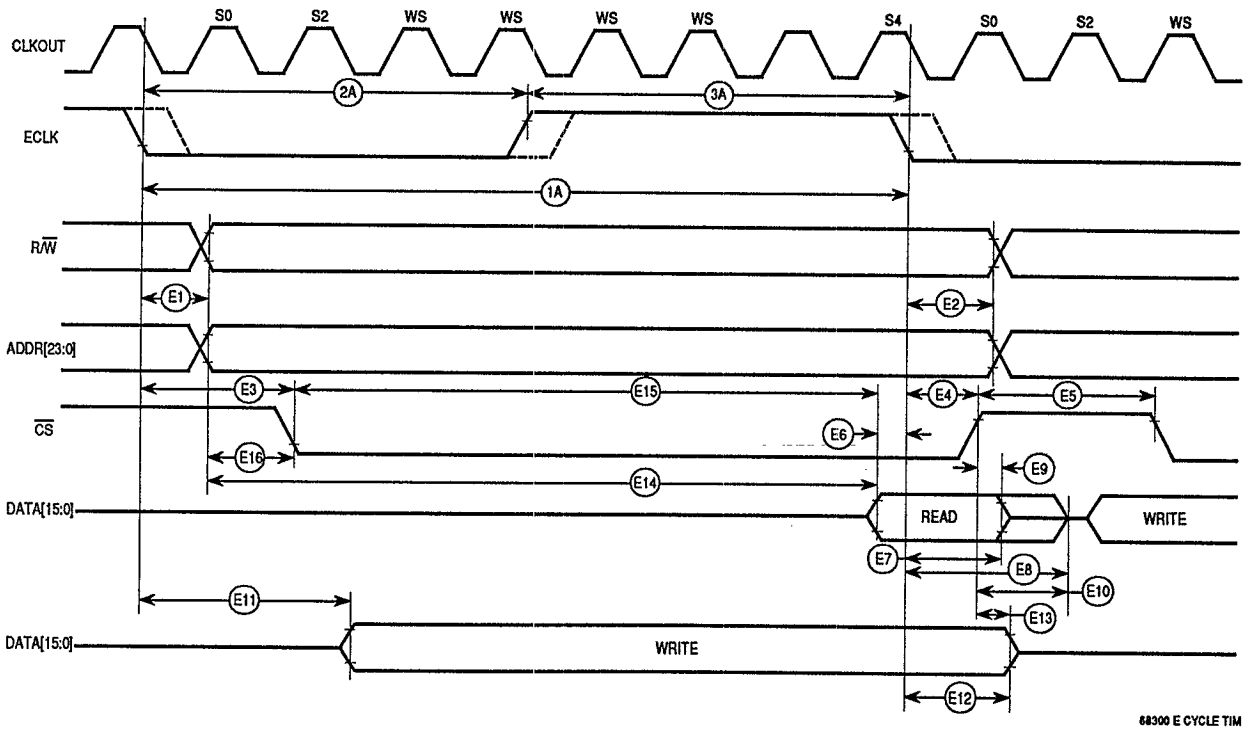 S0 S2 WS WS WS WS S4 S0 S2 WS
CLKOUT
2A 3A
ECLK
1A
R/W̅
E1 E2
ADDR[23:0]
E3 E15 E4 E5
C̅S̅
E6
E16 E9
E14
DATA[15:0] READ WRITE
E7 E8
E10
E11 E13
DATA[15:0] WRITE
E12
68300 E CYCLE TIM